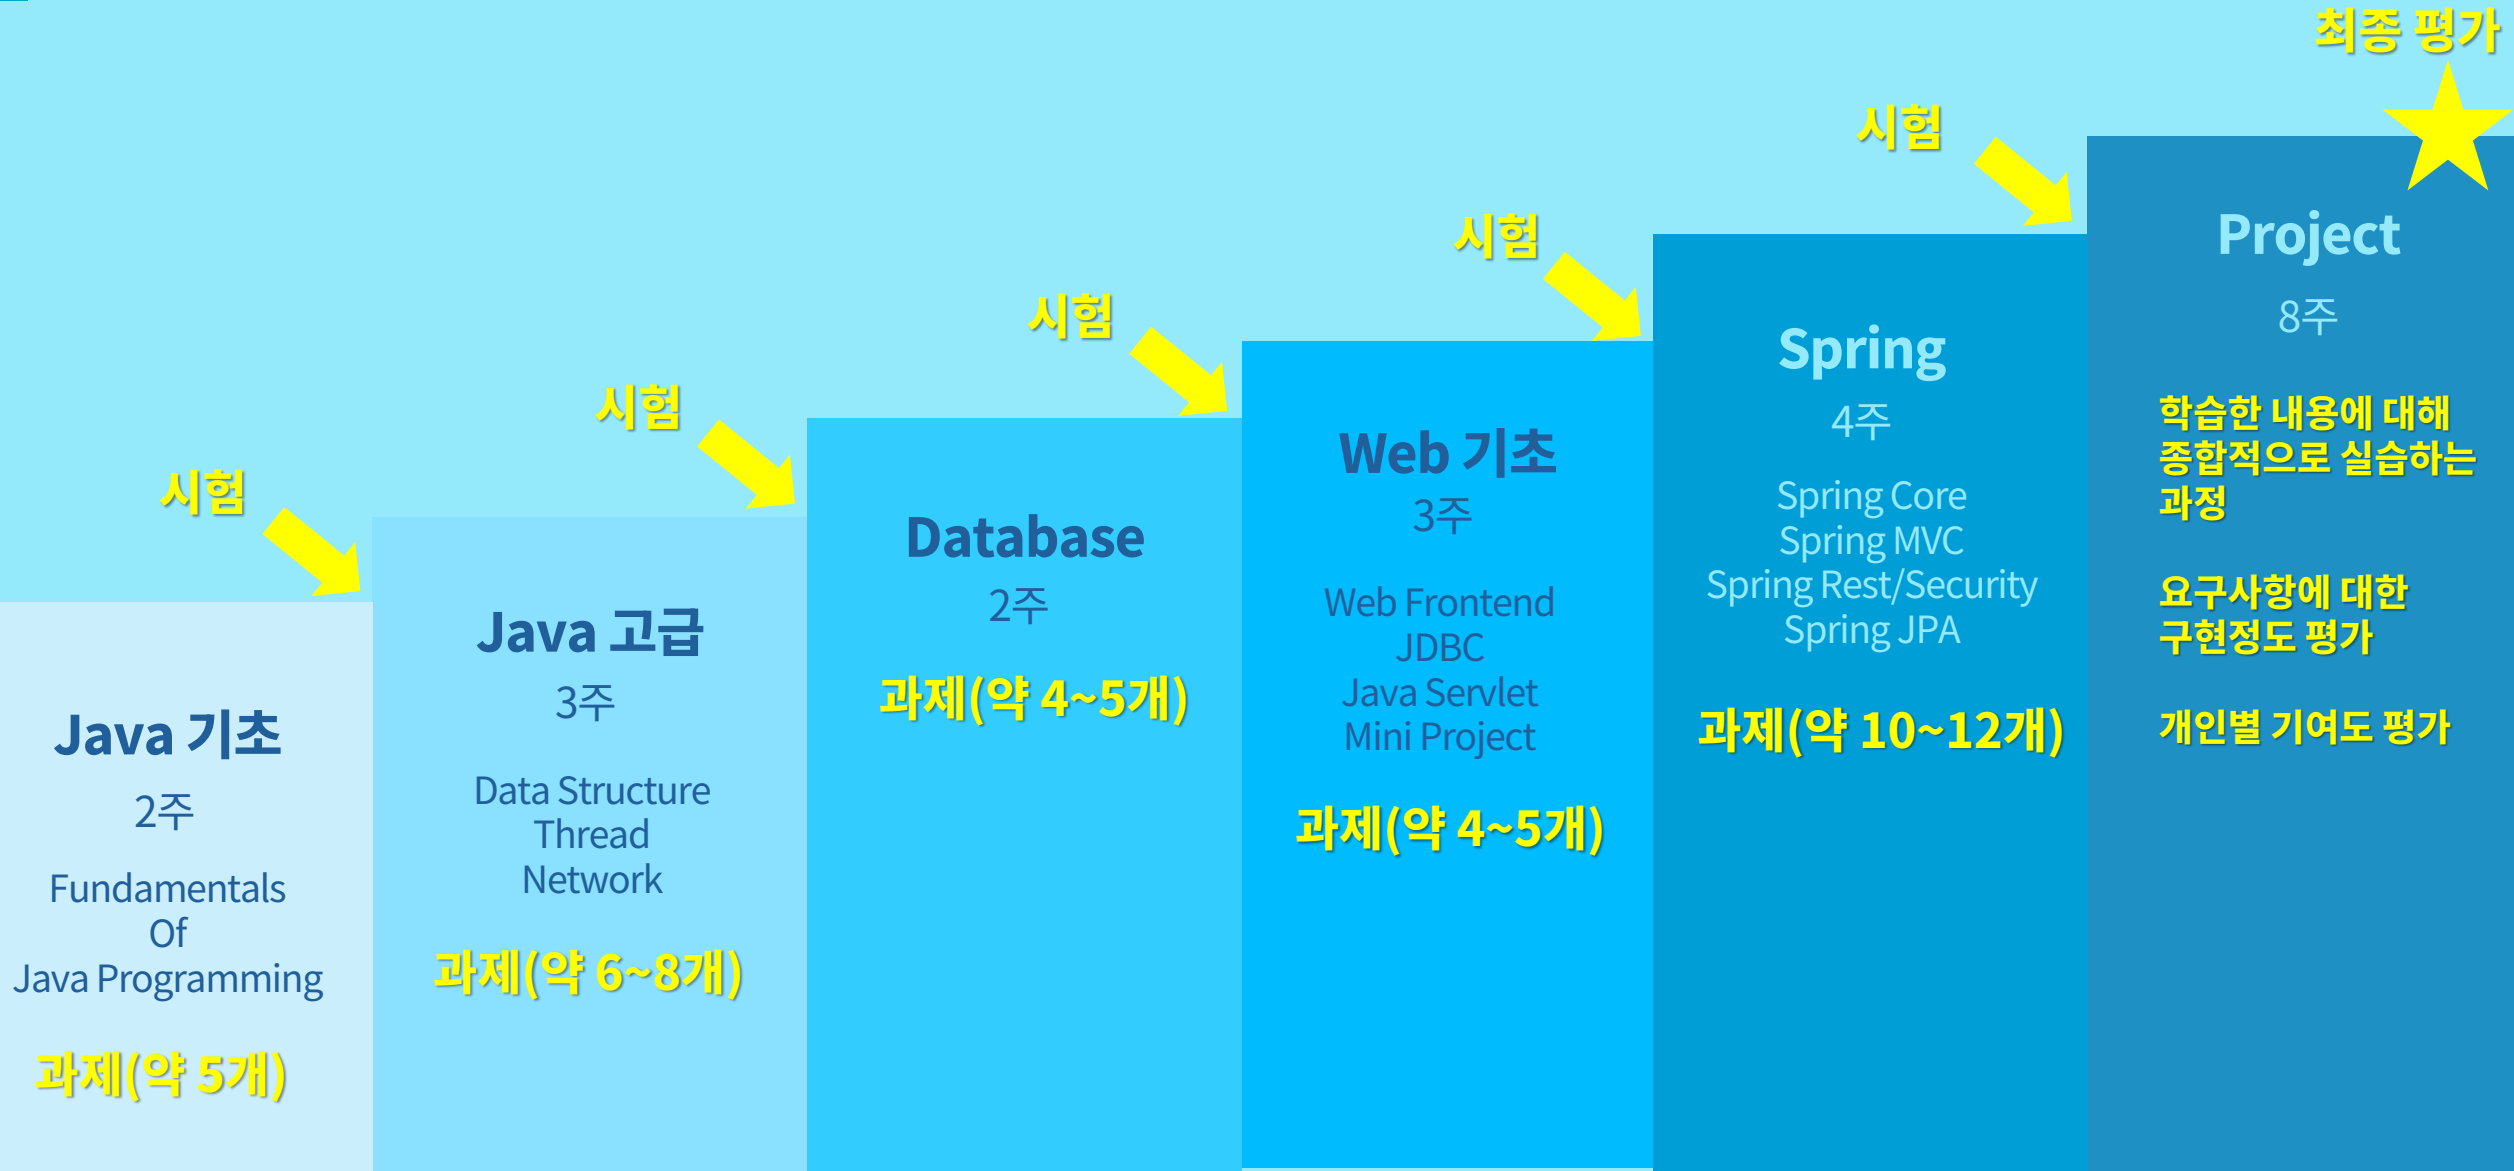 시험
Java 기초
2주
Fundamentals
Of
Java Programming
과제(약 5개)
시험
Java 고급
3주
Data Structure
Thread
Network
과제(약 6~8개)
시험
Database
2주
과제(약 4~5개)
시험
Web 기초
3주
Web Frontend
JDBC
Java Servlet
Mini Project
과제(약 4~5개)
시험
Spring
4주
Spring Core
Spring MVC
Spring Rest/Security
Spring JPA
과제(약 10~12개)
최종 평가
Project
8주
학습한 내용에 대해
종합적으로 실습하는
과정
요구사항에 대한
구현정도 평가
개인별 기여도 평가